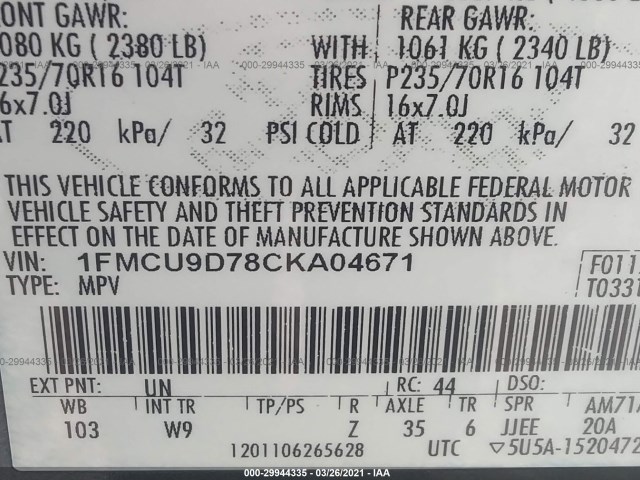 ONT GAWR: REAR GAWR:
080 KG ( 2380 LB) WITH 1061 KG ( 2340 LB)
P235/70R16 104T TIRES P235/70R16 104T
6x7.0J RIMS 16x7.0J
AT 220 kPa/ 32 PSI COLD AT 220 kPa/ 32
THIS VEHICLE CONFORMS TO ALL APPLICABLE FEDERAL MOTOR
VEHICLE SAFETY AND THEFT PREVENTION STANDARDS IN
EFFECT ON THE DATE OF MANUFACTURE SHOWN ABOVE.
VIN: 1FMCU9D78CKA04671 F011
TYPE: MPV T0331
EXT PNT: UN RC: 44 DSO:
WB INT TR TP/PS R AXLE TR SPR AM71
103 W9 Z 35 6 JJEE 20A
1201106265628 UTC ▽5U5A-1520472
000-29944335 - 03/26/2021 - IAA